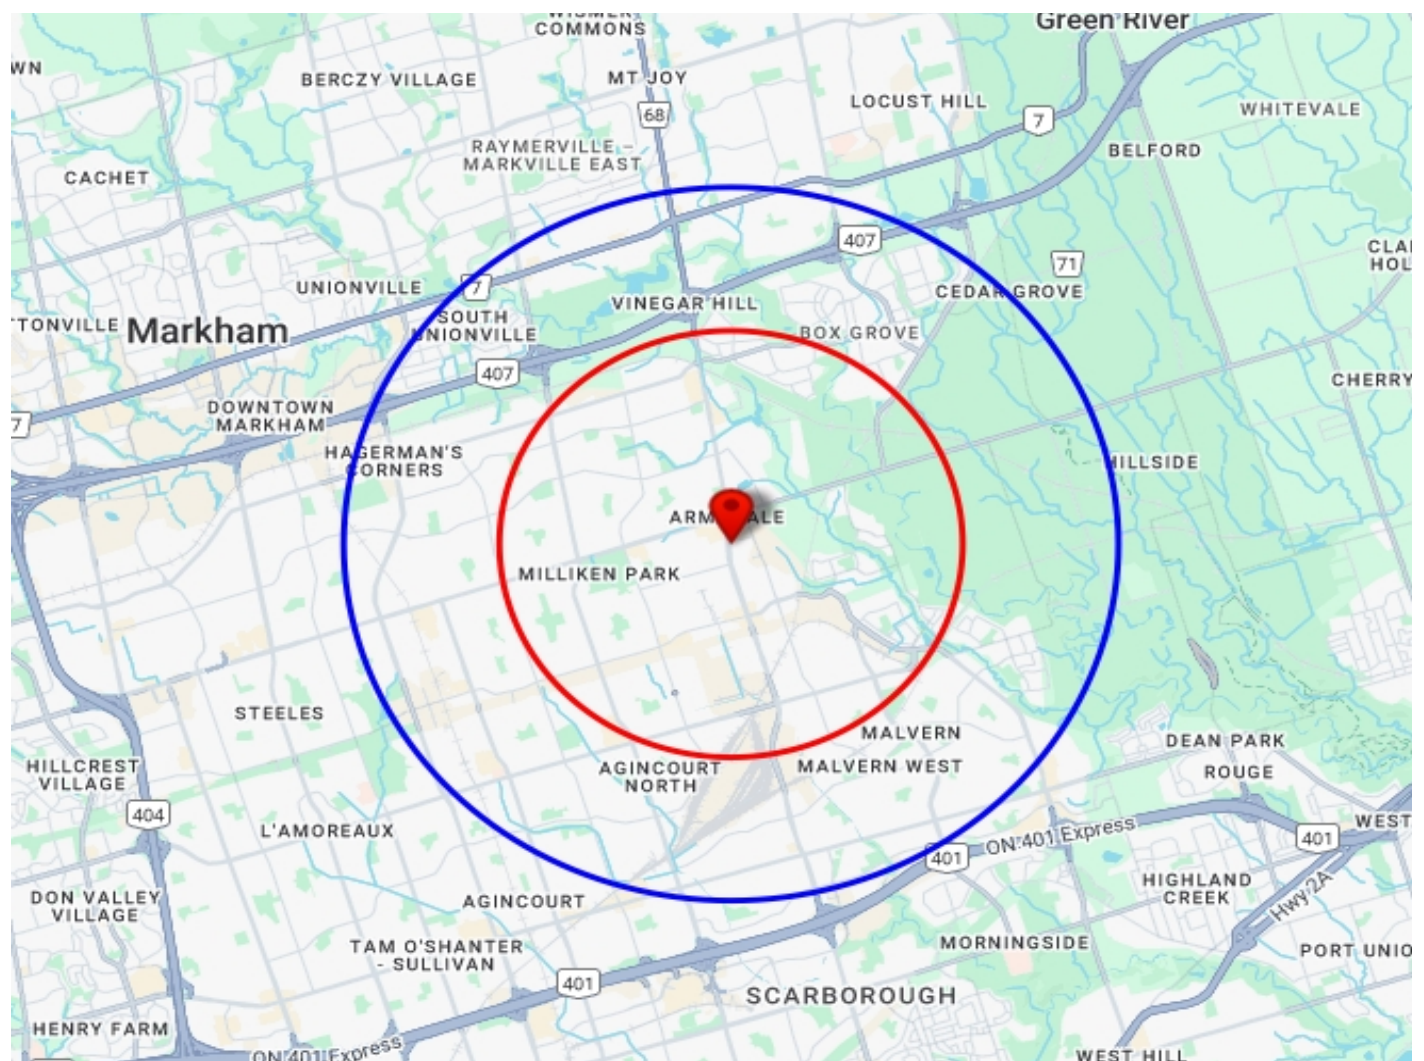 WISMER
COMMONS
Green River
WN
BERCZY VILLAGE
MT JOY
LOCUST HILL
WHITEVALE
68
7
RAYMERVILLE –
MARKVILLE EAST
BELFORD
CACHET
407
71
UNIONVILLE
7
VINEGAR HILL
CEDAR GROVE
TTONVILLE
Markham
SOUTH
UNIONVILLE
BOX GROVE
407
CHERRY
DOWNTOWN
MARKHAM
7
HAGERMAN'S
CORNERS
HILLSIDE
MILLIKEN PARK
STEELES
MALVERN
DEAN PARK
HILLCREST
VILLAGE
AGINCOURT
NORTH
MALVERN WEST
ROUGE
404
L'AMOREAUX
401
ON 401 Express
401
WEST
DON VALLEY
VILLAGE
AGINCOURT
HIGHLAND
CREEK
Hwy 2A
TAM O'SHANTER
- SULLIVAN
MORNINGSIDE
PORT UNIO
401
SCARBOROUGH
HENRY FARM
ON 401 Express
WEST HILL